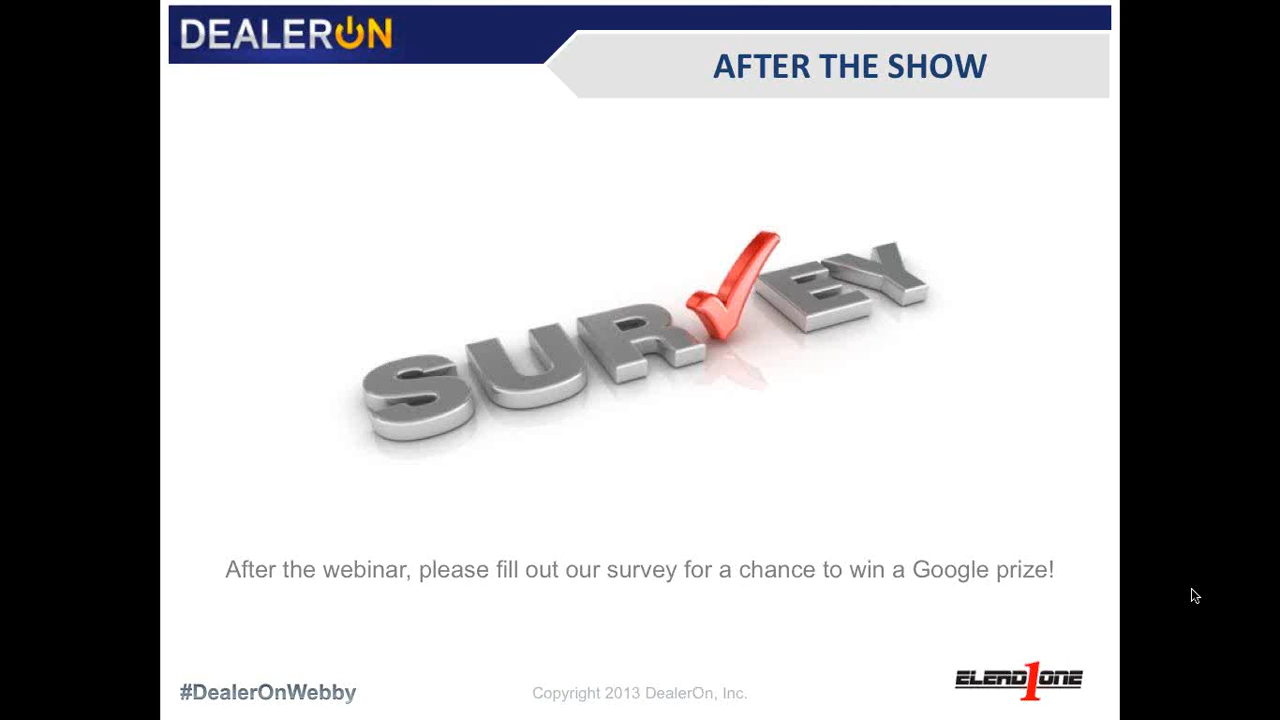 DEALERON
AFTER THE SHOW
SURVEY
After the webinar, please fill out our survey for a chance to win a Google prize!
#DealerOnWebby
Copyright 2013 DealerOn, Inc.
ELEAD1ONE